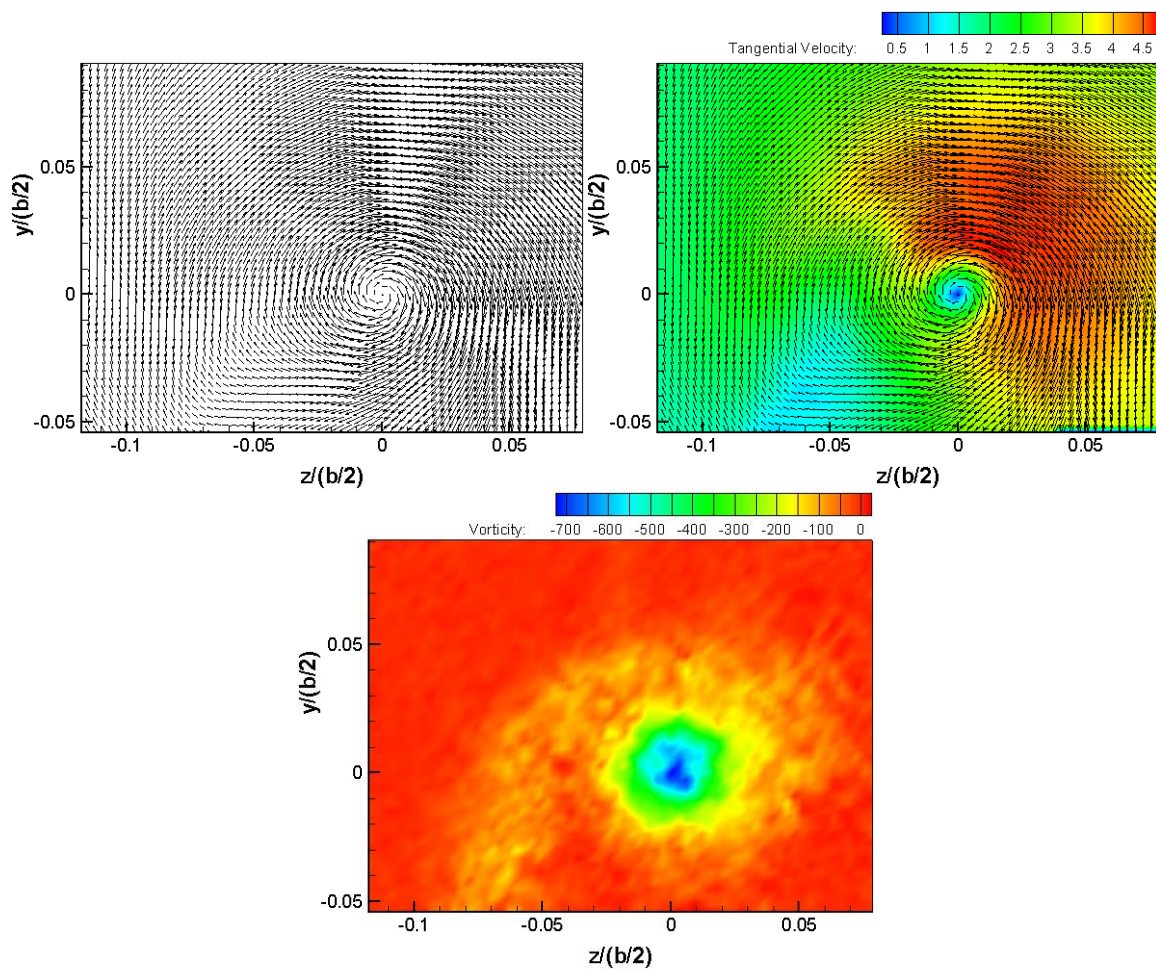 Tangential Velocity: 0.5 1 1.5 2 2.5 3 3.5 4 4.5
y/(b/2)
0.05
0
-0.05
-0.1 -0.05 0 0.05
z/(b/2)
y/(b/2)
0.05
0
-0.05
-0.1 -0.05 0 0.05
z/(b/2)
Vorticity: -700 -600 -500 -400 -300 -200 -100 0
y/(b/2)
0.05
0
-0.05
-0.1 -0.05 0 0.05
z/(b/2)